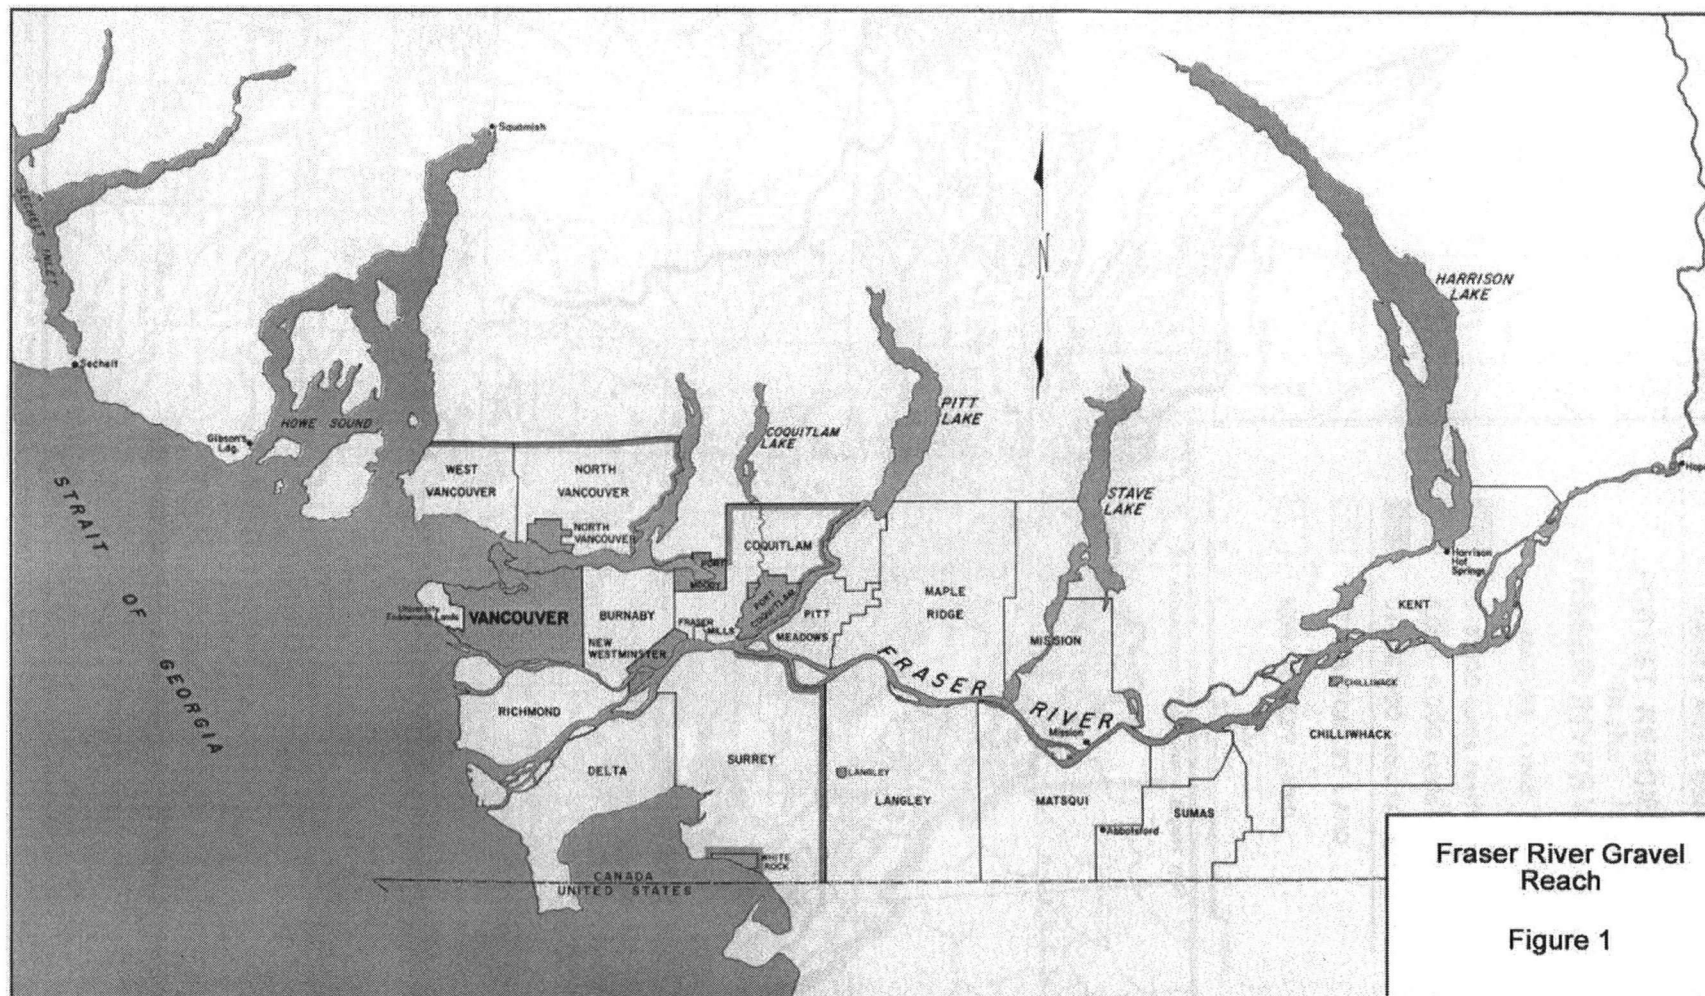 Squamish
SECHELT INLET
Sechelt
HOWE SOUND
Gibson's
Ldg.
STRAIT OF GEORGIA
N
HARRISON
LAKE
PITT
LAKE
COQUITLAM
LAKE
STAVE
LAKE
Hope
WEST
VANCOUVER
NORTH
VANCOUVER
NORTH
VANCOUVER
PORT
MOODY
COQUITLAM
PORT
COQUITLAM
Harrison
Hot
Springs
KENT
University
Endowment Lands
VANCOUVER
BURNABY
FRASER
MILLS
PITT
MEADOWS
MAPLE
RIDGE
MISSION
NEW
WESTMINSTER
FRASER RIVER
Mission
CHILLIWACK
CHILLIWHACK
RICHMOND
DELTA
SURREY
LANGLEY
LANGLEY
MATSQUI
Abbotsford
SUMAS
WHITE
ROCK
CANADA
UNITED STATES
Fraser River Gravel
Reach
Figure 1